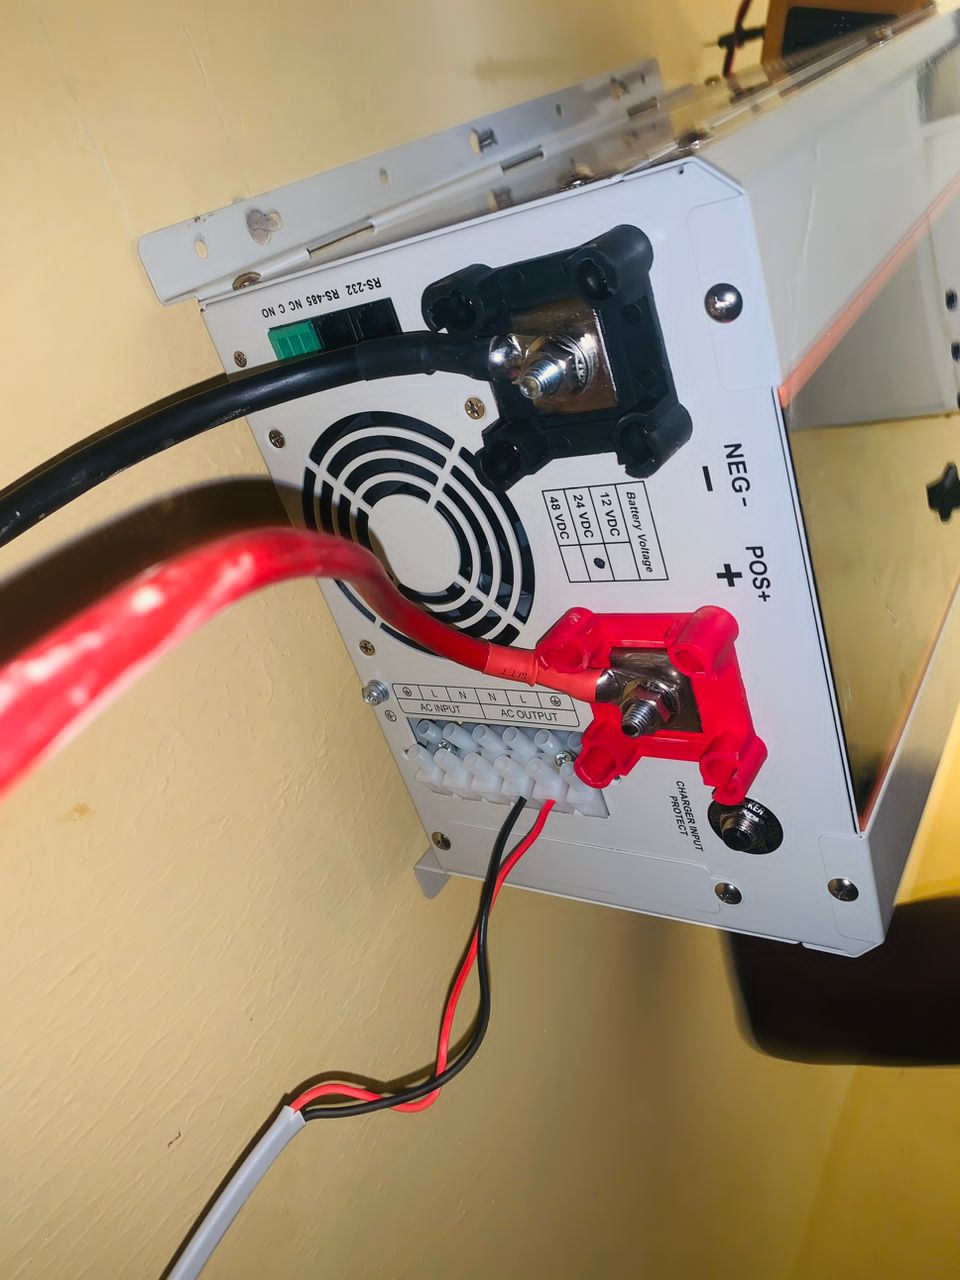 RS-232 RS-485 NC C NO
NEG-
-
POS+
+
Battery Voltage
12 VDC
24 VDC
48 VDC
L N N L
AC INPUT AC OUTPUT
CHARGER INPUT
PROTECT